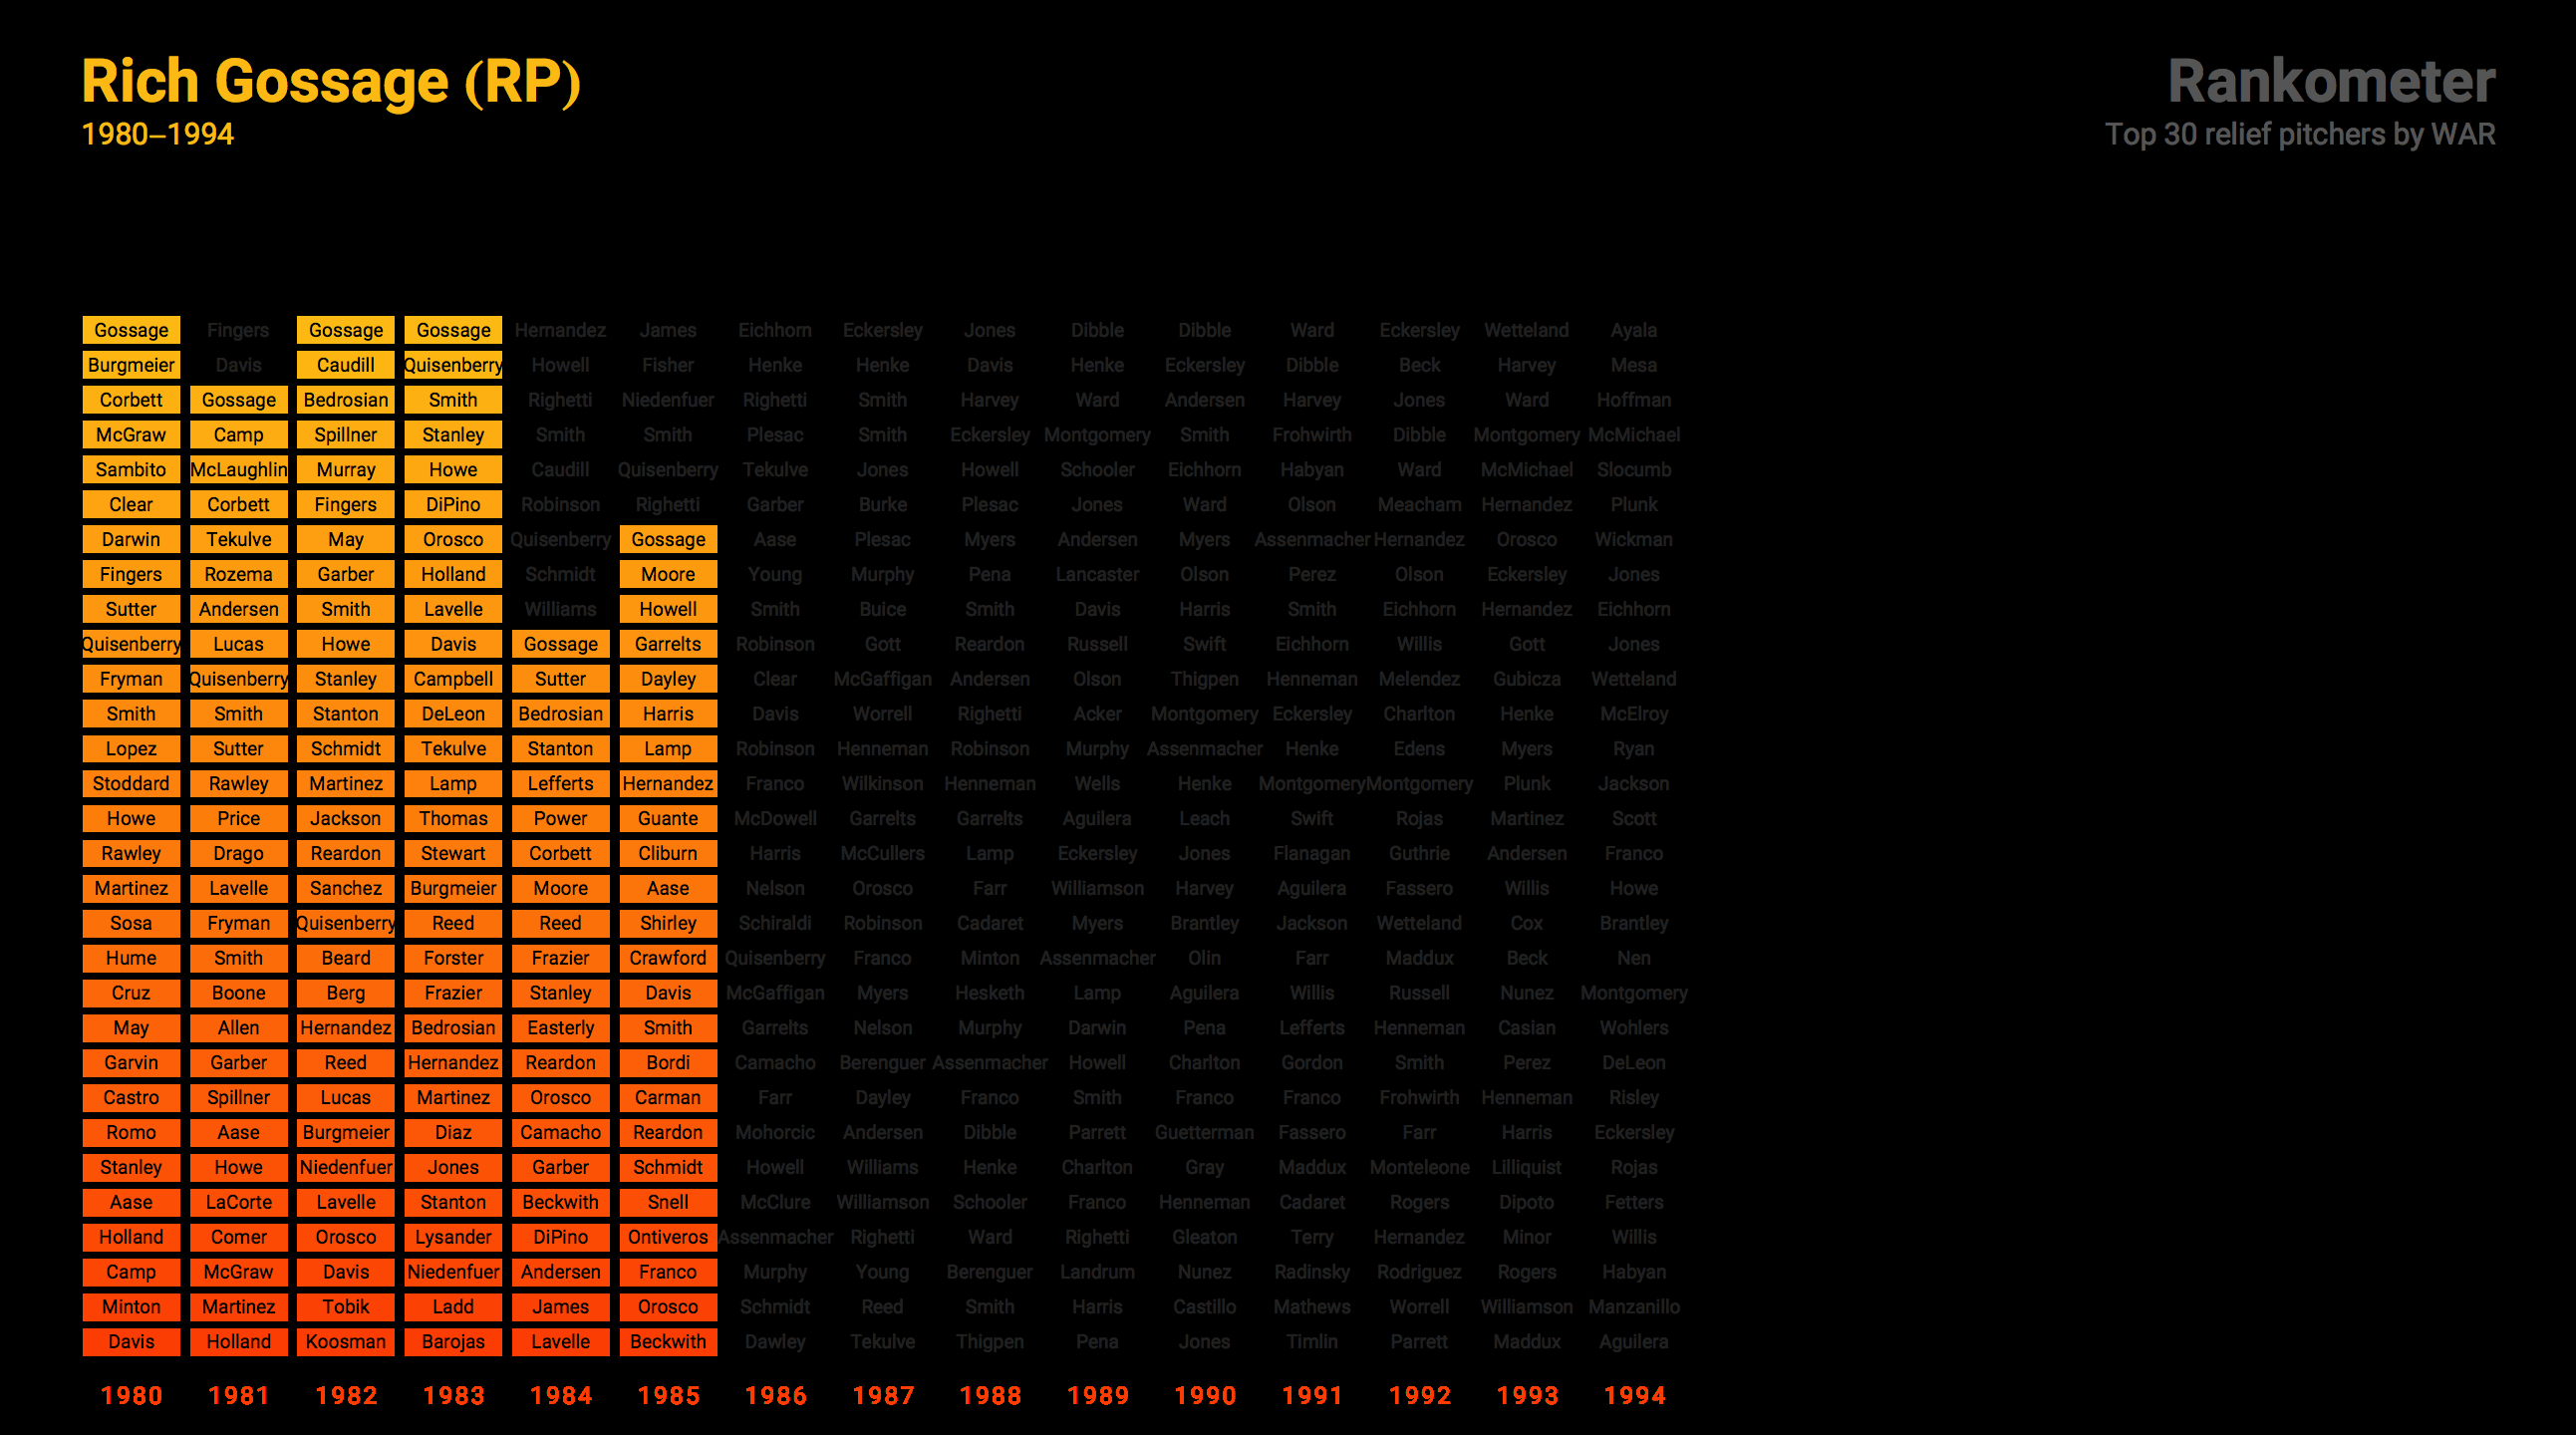 Rich Gossage (RP)
1980–1994
Rankometer
Top 30 relief pitchers by WAR
Gossage Fingers Gossage Gossage Hernandez James Eichhorn Eckersley Jones Dibble Dibble Ward Eckersley Wetteland Ayala
Burgmeier Davis Caudill Quisenberry Howell Fisher Henke Henke Davis Henke Eckersley Dibble Beck Harvey Mesa
Corbett Gossage Bedrosian Smith Righetti Niedenfuer Righetti Smith Harvey Ward Andersen Harvey Jones Ward Hoffman
McGraw Camp Spillner Stanley Smith Smith Plesac Smith Eckersley Montgomery Smith Frohwirth Dibble Montgomery McMichael
Sambito McLaughlin Murray Howe Caudill Quisenberry Tekulve Jones Howell Schooler Eichhorn Habyan Ward McMichael Slocumb
Clear Corbett Fingers DiPino Robinson Righetti Garber Burke Plesac Jones Ward Olson Meacham Hernandez Plunk
Darwin Tekulve May Orosco Quisenberry Gossage Aase Plesac Myers Andersen Myers Assenmacher Hernandez Orosco Wickman
Fingers Rozema Garber Holland Schmidt Moore Young Murphy Pena Lancaster Olson Perez Olson Eckersley Jones
Sutter Andersen Smith Lavelle Williams Howell Smith Buice Smith Davis Harris Smith Eichhorn Hernandez Eichhorn
Quisenberry Lucas Howe Davis Gossage Garrelts Robinson Gott Reardon Russell Swift Eichhorn Willis Gott Jones
Fryman Quisenberry Stanley Campbell Sutter Dayley Clear McGaffigan Andersen Olson Thigpen Henneman Melendez Gubicza Wetteland
Smith Smith Stanton DeLeon Bedrosian Harris Davis Worrell Righetti Acker Montgomery Eckersley Charlton Henke McElroy
Lopez Sutter Schmidt Tekulve Stanton Lamp Robinson Henneman Robinson Murphy Assenmacher Henke Edens Myers Ryan
Stoddard Rawley Martinez Lamp Lefferts Hernandez Franco Wilkinson Henneman Wells Henke Montgomery Montgomery Plunk Jackson
Howe Price Jackson Thomas Power Guante McDowell Garrelts Garrelts Aguilera Leach Swift Rojas Martinez Scott
Rawley Drago Reardon Stewart Corbett Cliburn Harris McCullers Lamp Eckersley Jones Flanagan Guthrie Andersen Franco
Martinez Lavelle Sanchez Burgmeier Moore Aase Nelson Orosco Farr Williamson Harvey Aguilera Fassero Willis Howe
Sosa Fryman Quisenberry Reed Reed Shirley Schiraldi Robinson Cadaret Myers Brantley Jackson Wetteland Cox Brantley
Hume Smith Beard Forster Frazier Crawford Quisenberry Franco Minton Assenmacher Olin Farr Maddux Beck Nen
Cruz Boone Berg Frazier Stanley Davis McGaffigan Myers Hesketh Lamp Aguilera Willis Russell Nunez Montgomery
May Allen Hernandez Bedrosian Easterly Smith Garrelts Nelson Murphy Darwin Pena Lefferts Henneman Casian Wohlers
Garvin Garber Reed Hernandez Reardon Bordi Camacho Berenguer Assenmacher Howell Charlton Gordon Smith Perez DeLeon
Castro Spillner Lucas Martinez Orosco Carman Farr Dayley Franco Smith Franco Franco Frohwirth Henneman Risley
Romo Aase Burgmeier Diaz Camacho Reardon Mohorcic Andersen Dibble Parrett Guetterman Fassero Farr Harris Eckersley
Stanley Howe Niedenfuer Jones Garber Schmidt Howell Williams Henke Charlton Gray Maddux Monteleone Lilliquist Rojas
Aase LaCorte Lavelle Stanton Beckwith Snell McClure Williamson Schooler Franco Henneman Cadaret Rogers Dipoto Fetters
Holland Comer Orosco Lysander DiPino Ontiveros Assenmacher Righetti Ward Righetti Gleaton Terry Hernandez Minor Willis
Camp McGraw Davis Niedenfuer Andersen Franco Murphy Young Berenguer Landrum Nunez Radinsky Rodriguez Rogers Habyan
Minton Martinez Tobik Ladd James Orosco Schmidt Reed Smith Harris Castillo Mathews Worrell Williamson Manzanillo
Davis Holland Koosman Barojas Lavelle Beckwith Dawley Tekulve Thigpen Pena Jones Timlin Parrett Maddux Aguilera
1980 1981 1982 1983 1984 1985 1986 1987 1988 1989 1990 1991 1992 1993 1994